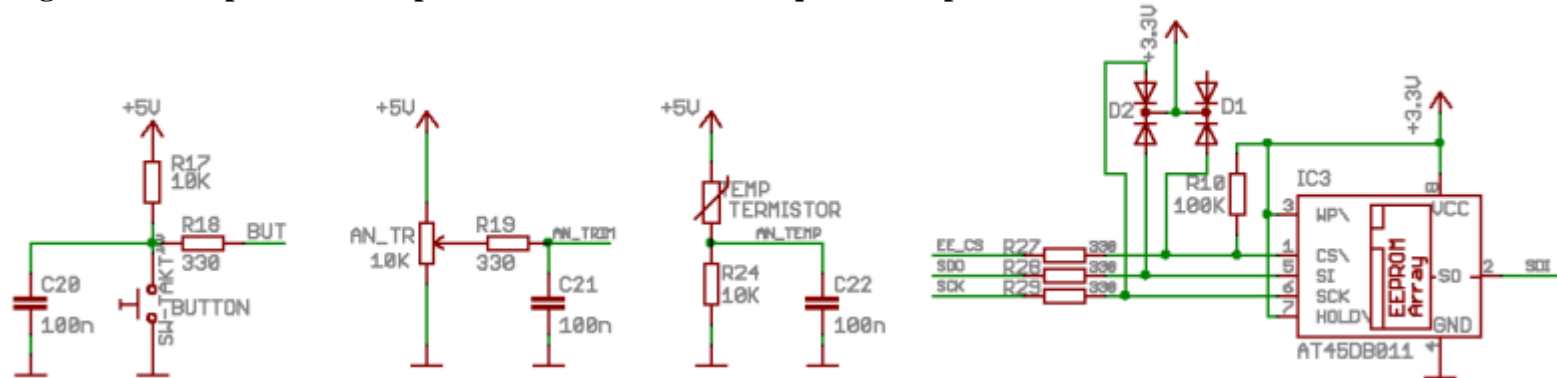 +5V
R17
10K
R18
330
BUT
C20
100n
SW_TAKT
BUTTON
+5V
AN_TR
10K
R19
330
AN_TRIM
C21
100n
+5V
TEMP
TERMISTOR
AN_TEMP
R24
10K
C22
100n
+3.3V
D2
D1
+3.3V
R10
100K
IC3
EE_CS
R27
330
SDO
R28
330
SCK
R29
330
3
WP\
1
CS\
5
SI
6
SCK
7
HOLD\
8
VCC
EEPROM
Array
SO
2
SDI
GND
4
AT45DB011